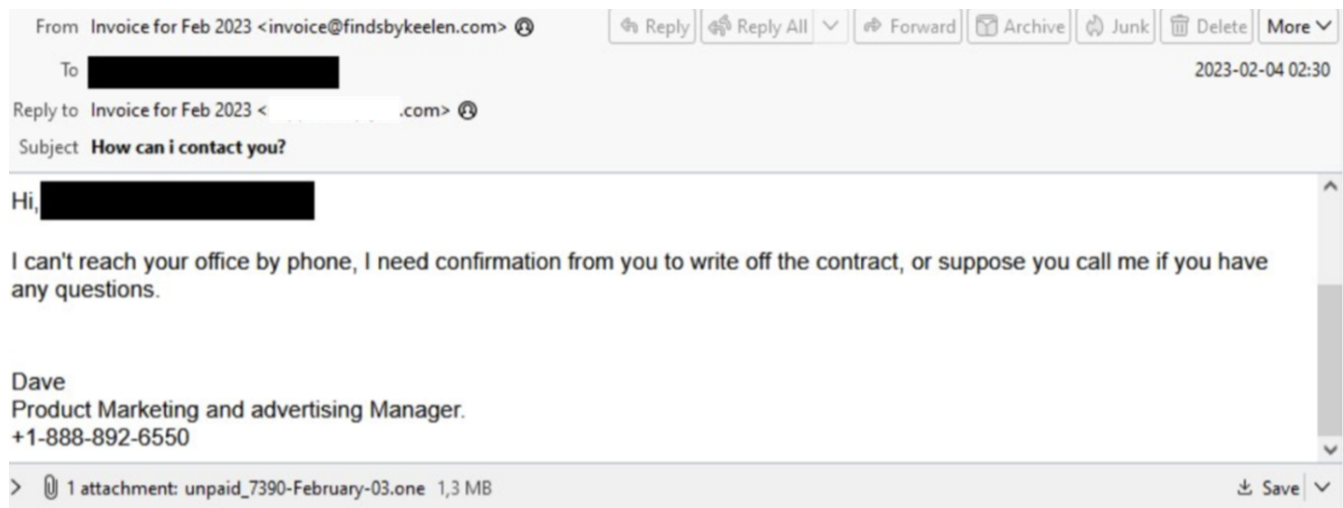 From Invoice for Feb 2023 <invoice@findsbykeelen.com> Reply Reply All Forward Archive Junk Delete More
To 2023-02-04 02:30
Reply to Invoice for Feb 2023 < .com>
Subject How can i contact you?
Hi,
I can't reach your office by phone, I need confirmation from you to write off the contract, or suppose you call me if you have
any questions.
Dave
Product Marketing and advertising Manager.
+1-888-892-6550
1 attachment: unpaid_7390-February-03.one 1,3 MB Save